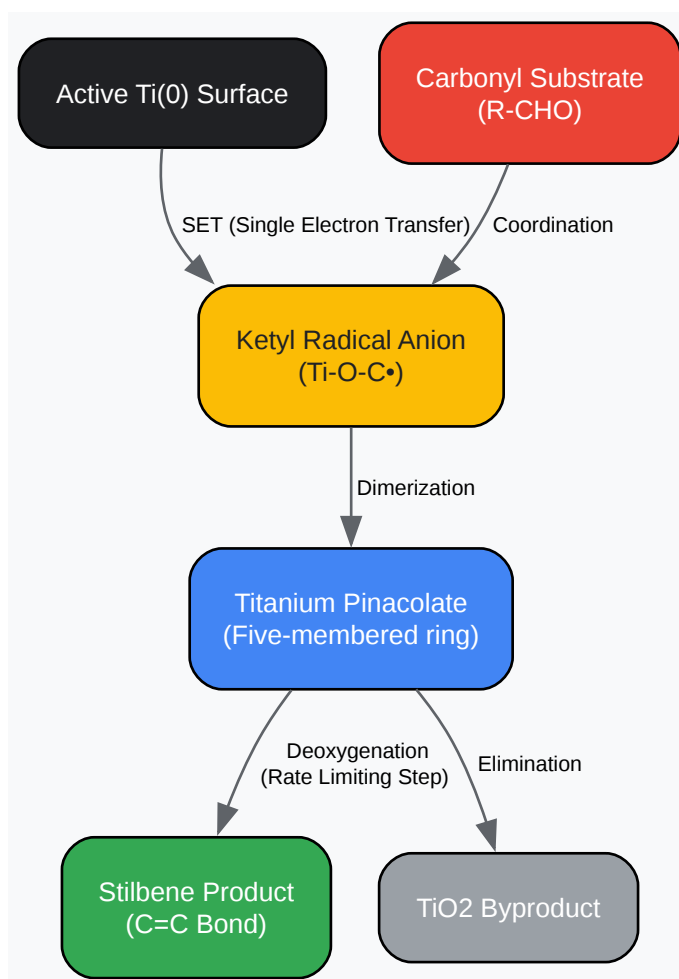 Active Ti(0) Surface
Carbonyl Substrate
(R-CHO)
SET (Single Electron Transfer)
Coordination
Ketyl Radical Anion
(Ti-O-C•)
Dimerization
Titanium Pinacolate
(Five-membered ring)
Deoxygenation
(Rate Limiting Step)
Elimination
Stilbene Product
(C=C Bond)
TiO2 Byproduct